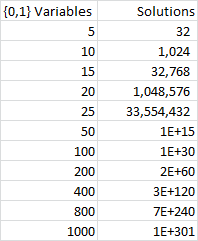 {0,1} Variables Solutions
5 32
10 1,024
15 32,768
20 1,048,576
25 33,554,432
50 1E+15
100 1E+30
200 2E+60
400 3E+120
800 7E+240
1000 1E+301